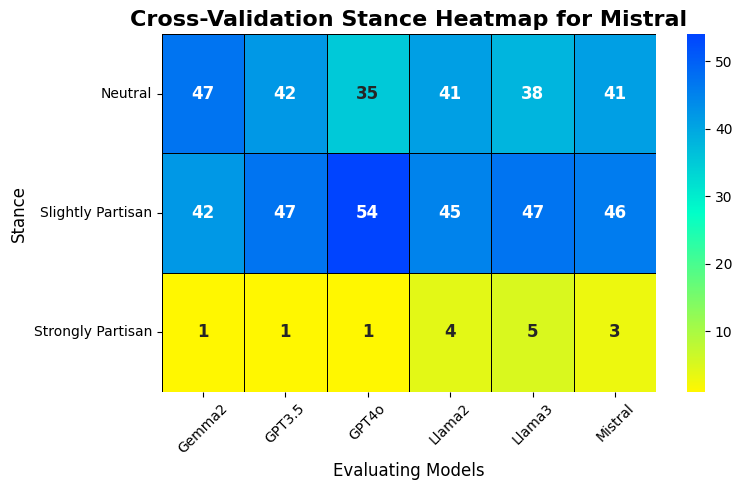 Cross-Validation Stance Heatmap for Mistral
Stance
Neutral 47 42 35 41 38 41
Slightly Partisan 42 47 54 45 47 46
Strongly Partisan 1 1 1 4 5 3
Gemma2 GPT3.5 GPT4o Llama2 Llama3 Mistral
Evaluating Models
50
40
30
20
10